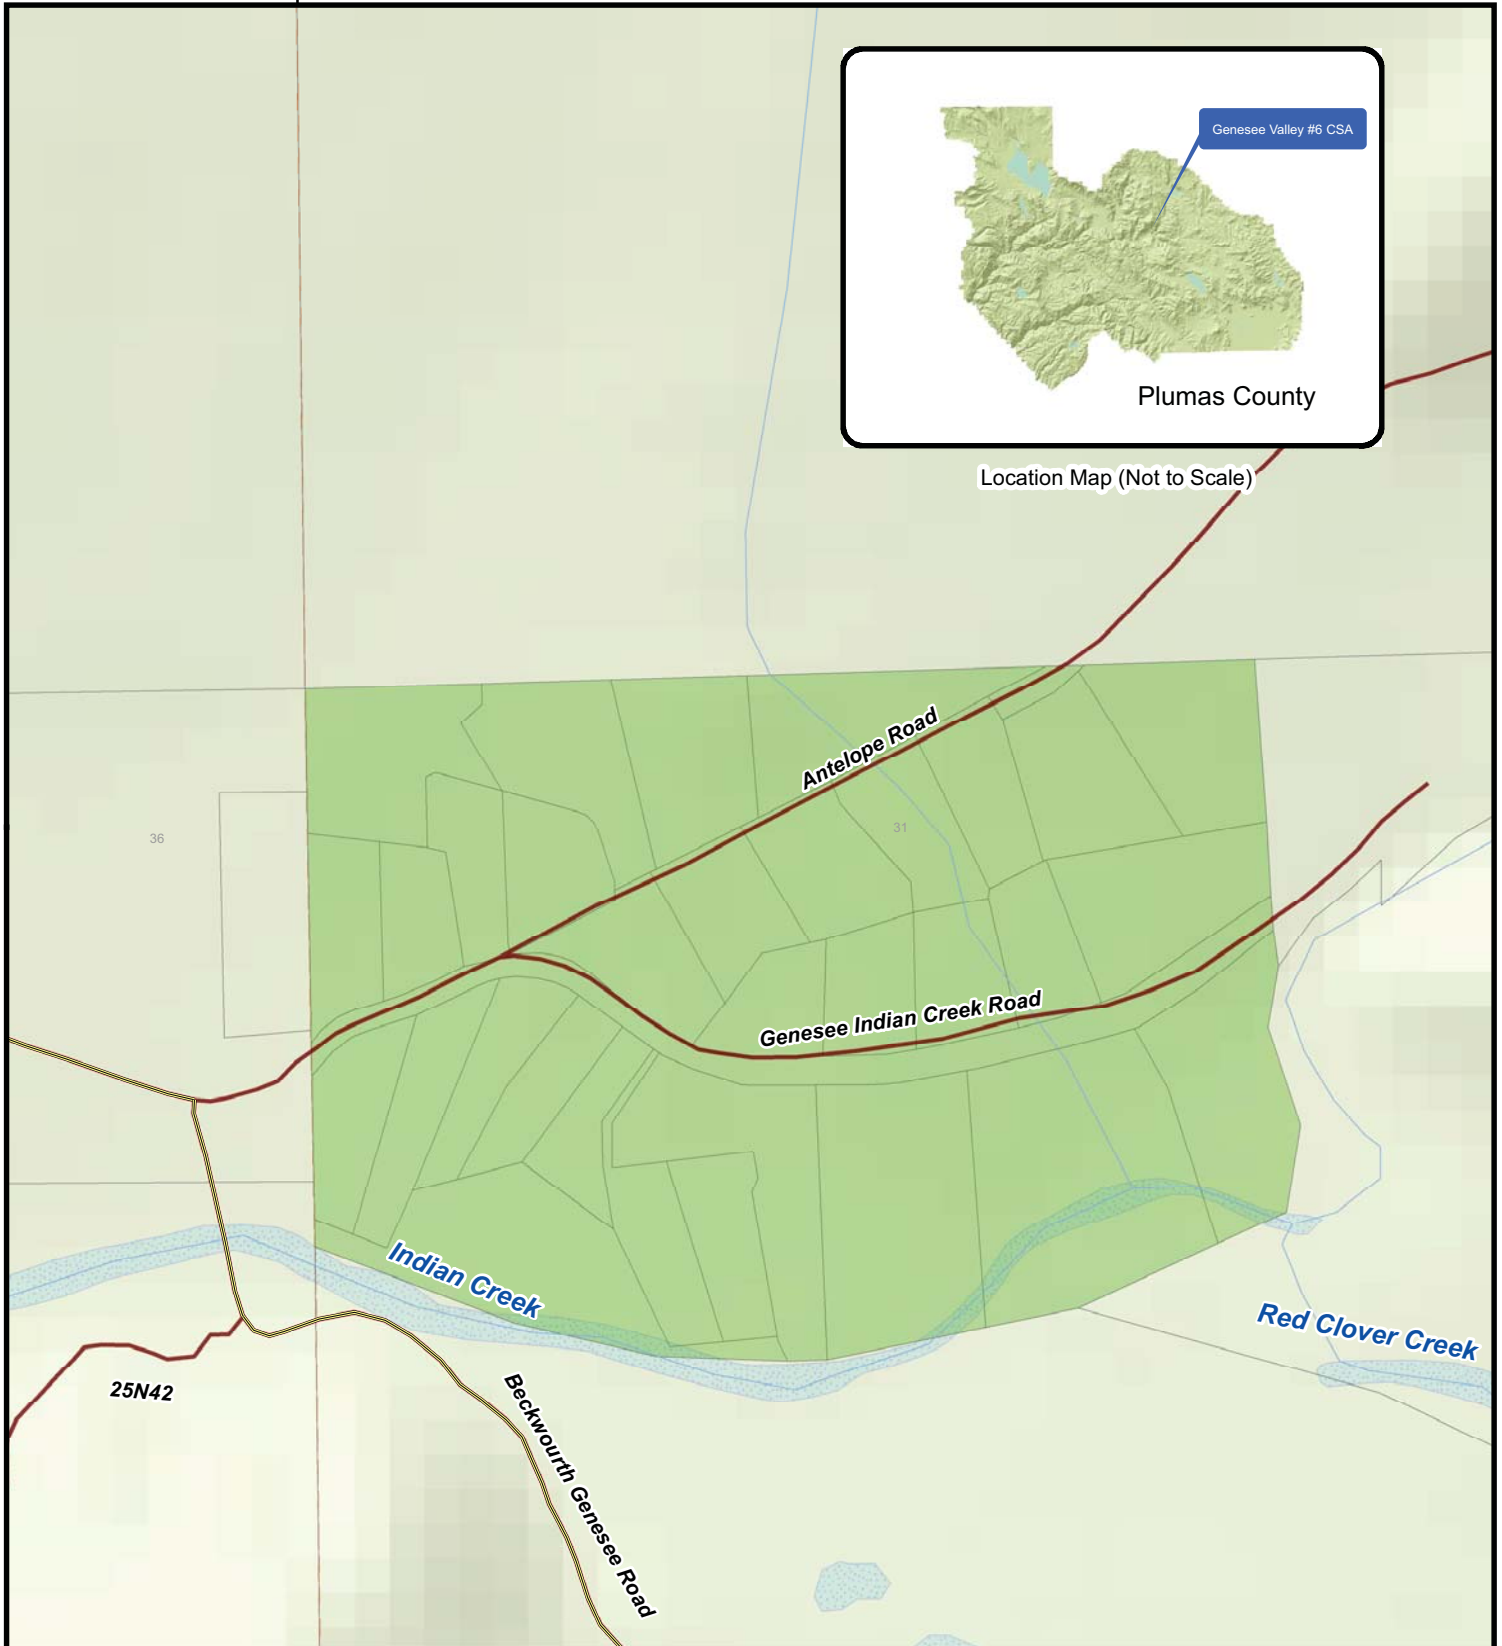 Genesee Valley #6 CSA
Plumas County
Location Map (Not to Scale)
Antelope Road
31
36
Genesee Indian Creek Road
Indian Creek
Red Clover Creek
25N42
Beckwourth Genesee Road